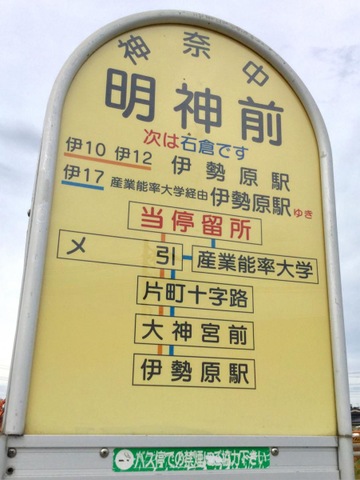 神奈中
明神前
次は石倉です
伊10 伊12 伊勢原駅
伊17 産業能率大学経由 伊勢原駅ゆき
当停留所
〆引 産業能率大学
片町十字路
大神宮前
伊勢原駅
バス停での禁煙にご協力下さい